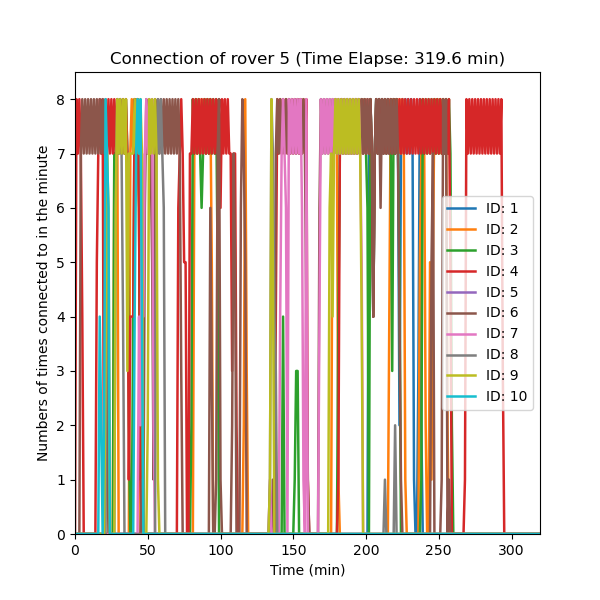 Connection of rover 5 (Time Elapse: 319.6 min)
Numbers of times connected to in the minute
8
7
6
5
4
3
2
1
0
ID: 1
ID: 2
ID: 3
ID: 4
ID: 5
ID: 6
ID: 7
ID: 8
ID: 9
ID: 10
0 50 100 150 200 250 300
Time (min)